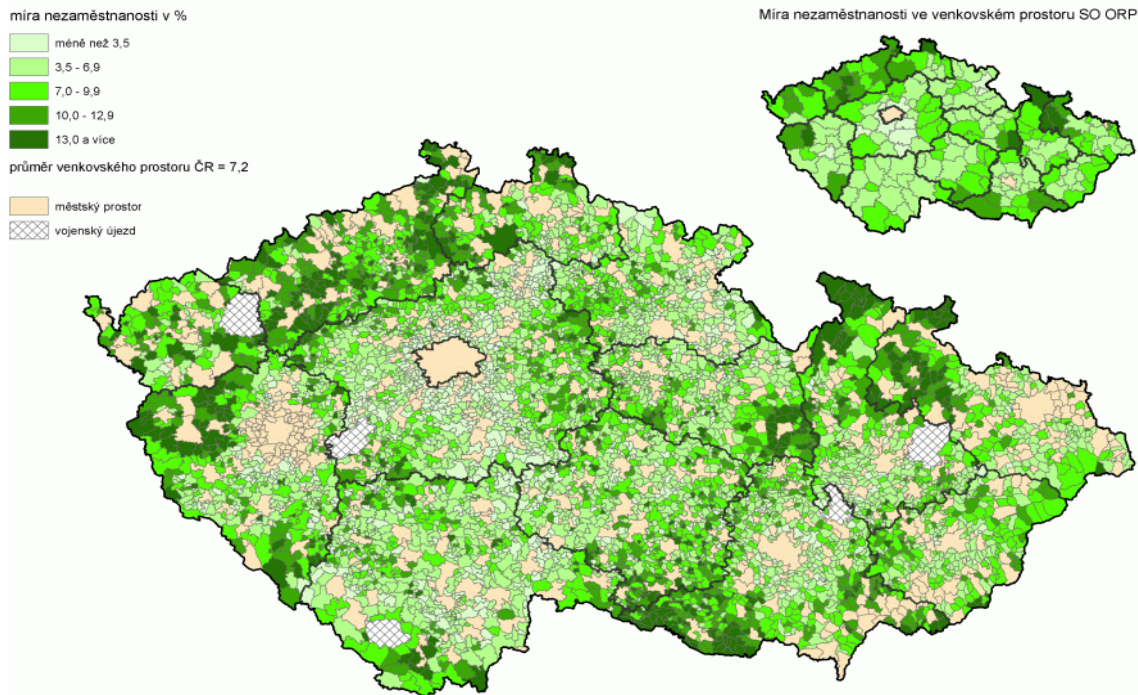 míra nezaměstnanosti v %
méně než 3,5
3,5 - 6,9
7,0 - 9,9
10,0 - 12,9
13,0 a více
průměr venkovského prostoru ČR = 7,2
městský prostor
vojenský újezd
Míra nezaměstnanosti ve venkovském prostoru SO ORP